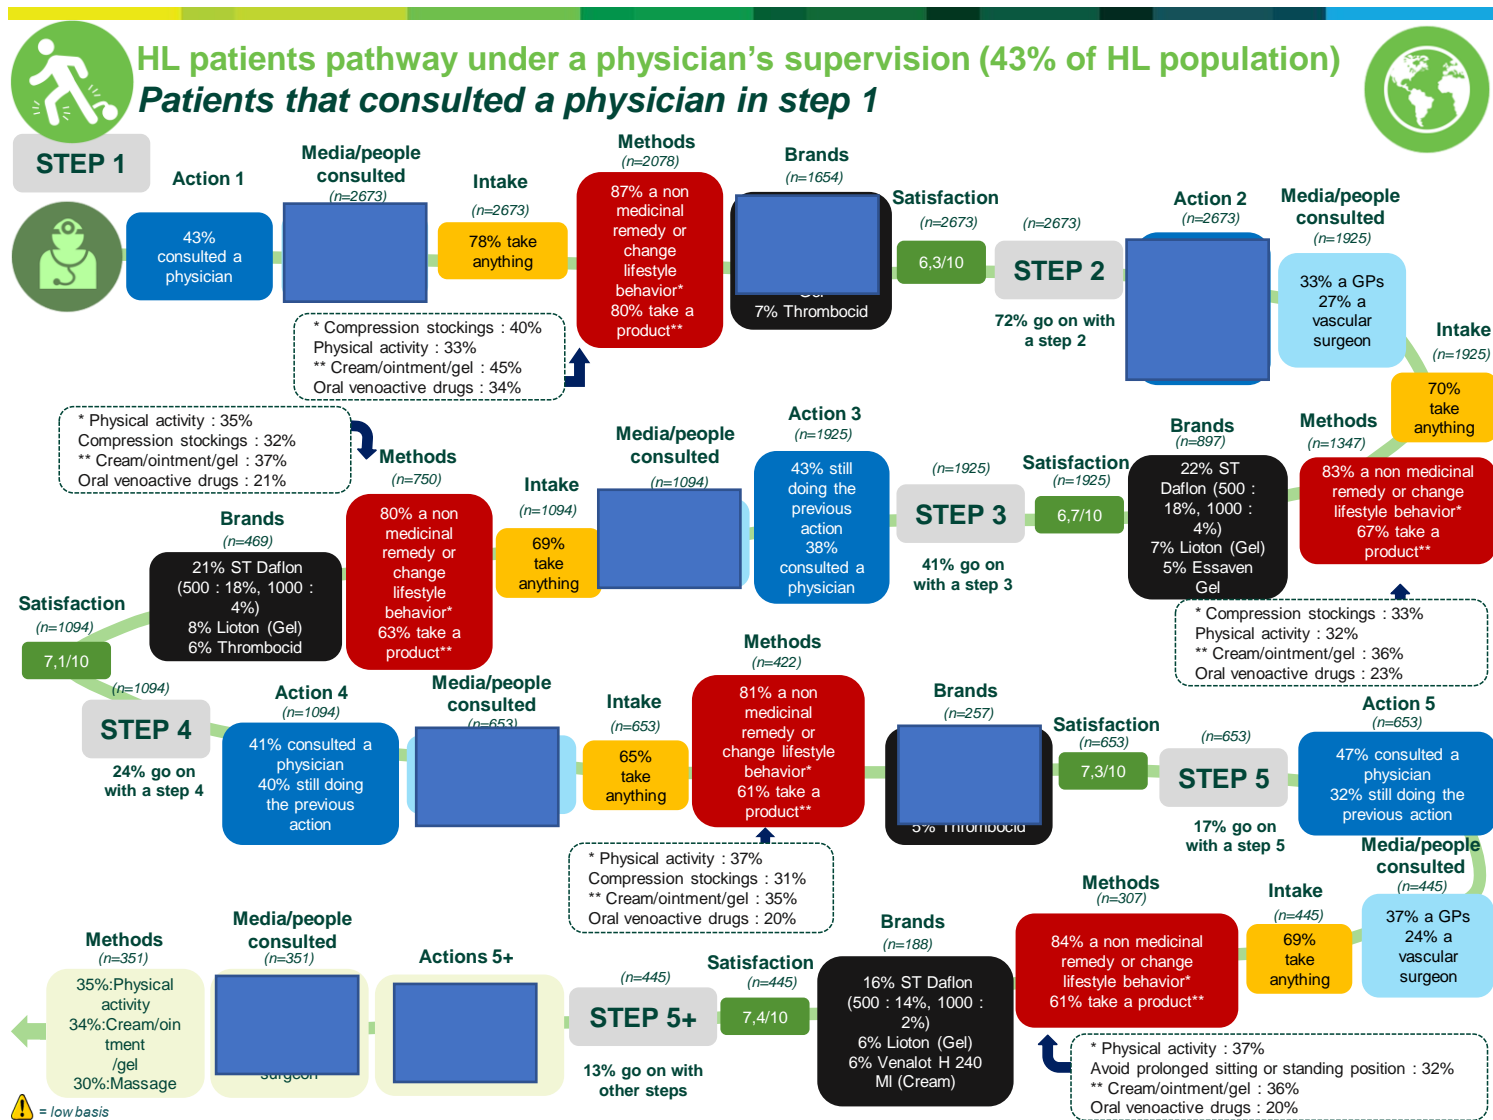 HL patients pathway under a physician's supervision (43% of HL population)
Patients that consulted a physician in step 1
STEP 1
Action 1
43%
consulted a
physician
Media/people
consulted
(n=2673)
Intake
(n=2673)
78% take
anything
Methods
(n=2078)
87% a non
medicinal
remedy or
change
lifestyle
behavior*
80% take a
product**
* Compression stockings : 40%
Physical activity : 33%
** Cream/ointment/gel : 45%
Oral venoactive drugs : 34%
Brands
(n=1654)
7% Thrombocid
Satisfaction
(n=2673)
6,3/10
(n=2673)
STEP 2
72% go on with
a step 2
Action 2
(n=2673)
Media/people
consulted
(n=1925)
33% a GPs
27% a
vascular
surgeon
Intake
(n=1925)
70%
take
anything
Methods
(n=1347)
83% a non medicinal
remedy or change
lifestyle behavior*
67% take a
product**
* Compression stockings : 33%
Physical activity : 32%
** Cream/ointment/gel : 36%
Oral venoactive drugs : 23%
Brands
(n=897)
22% ST
Daflon (500 :
18%, 1000 :
4%)
7% Lioton (Gel)
5% Essaven
Gel
Satisfaction
(n=1925)
6,7/10
(n=1925)
STEP 3
41% go on
with a step 3
Action 3
(n=1925)
43% still
doing the
previous
action
38%
consulted a
physician
Media/people
consulted
(n=1094)
Intake
(n=1094)
69%
take
anything
Methods
(n=750)
80% a non
medicinal
remedy or
change
lifestyle
behavior*
63% take a
product**
* Physical activity : 35%
Compression stockings : 32%
** Cream/ointment/gel : 37%
Oral venoactive drugs : 21%
Brands
(n=469)
21% ST Daflon
(500 : 18%, 1000 :
4%)
8% Lioton (Gel)
6% Thrombocid
Satisfaction
(n=1094)
7,1/10
(n=1094)
STEP 4
24% go on
with a step 4
Action 4
(n=1094)
41% consulted a
physician
40% still doing
the previous
action
Media/people
consulted
(n=653)
Intake
(n=653)
65%
take
anything
Methods
(n=422)
81% a non
medicinal
remedy or
change lifestyle
behavior*
61% take a
product**
* Physical activity : 37%
Compression stockings : 31%
** Cream/ointment/gel : 35%
Oral venoactive drugs : 20%
Brands
(n=257)
5% Thrombocid
Satisfaction
(n=653)
7,3/10
(n=653)
STEP 5
17% go on
with a step 5
Action 5
(n=653)
47% consulted a
physician
32% still doing the
previous action
Media/people
consulted
(n=445)
37% a GPs
24% a
vascular
surgeon
Intake
(n=445)
69%
take
anything
Methods
(n=307)
84% a non medicinal
remedy or change
lifestyle behavior*
61% take a product**
* Physical activity : 37%
Avoid prolonged sitting or standing position : 32%
** Cream/ointment/gel : 36%
Oral venoactive drugs : 20%
Brands
(n=188)
16% ST Daflon
(500 : 14%, 1000 :
2%)
6% Lioton (Gel)
6% Venalot H 240
Ml (Cream)
Satisfaction
(n=445)
7,4/10
(n=445)
STEP 5+
13% go on with
other steps
Actions 5+
Media/people
consulted
(n=351)
surgeon
Methods
(n=351)
35%:Physical
activity
34%:Cream/oin
tment
/gel
30%:Massage
= low basis